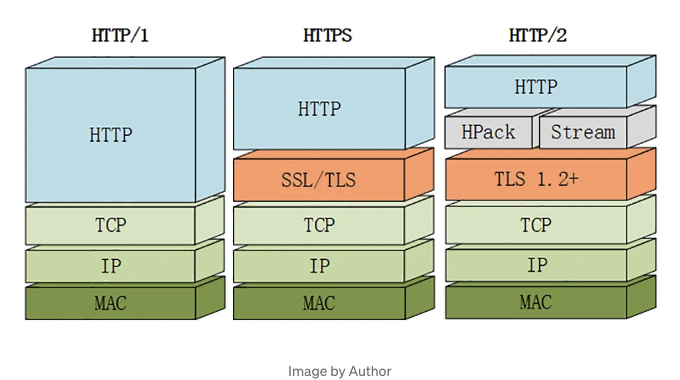 HTTP/1
HTTPS
HTTP/2
HTTP
TCP
IP
MAC
HTTP
SSL/TLS
TCP
IP
MAC
HTTP
HPack
Stream
TLS 1.2+
TCP
IP
MAC
Image by Author